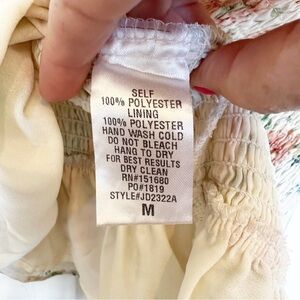 SELF
100% POLYESTER
LINING
100% POLYESTER
HAND WASH COLD
DO NOT BLEACH
HANG TO DRY
FOR BEST RESULTS
DRY CLEAN
RN#151680
PO#1819
STYLE#JD2322A
M